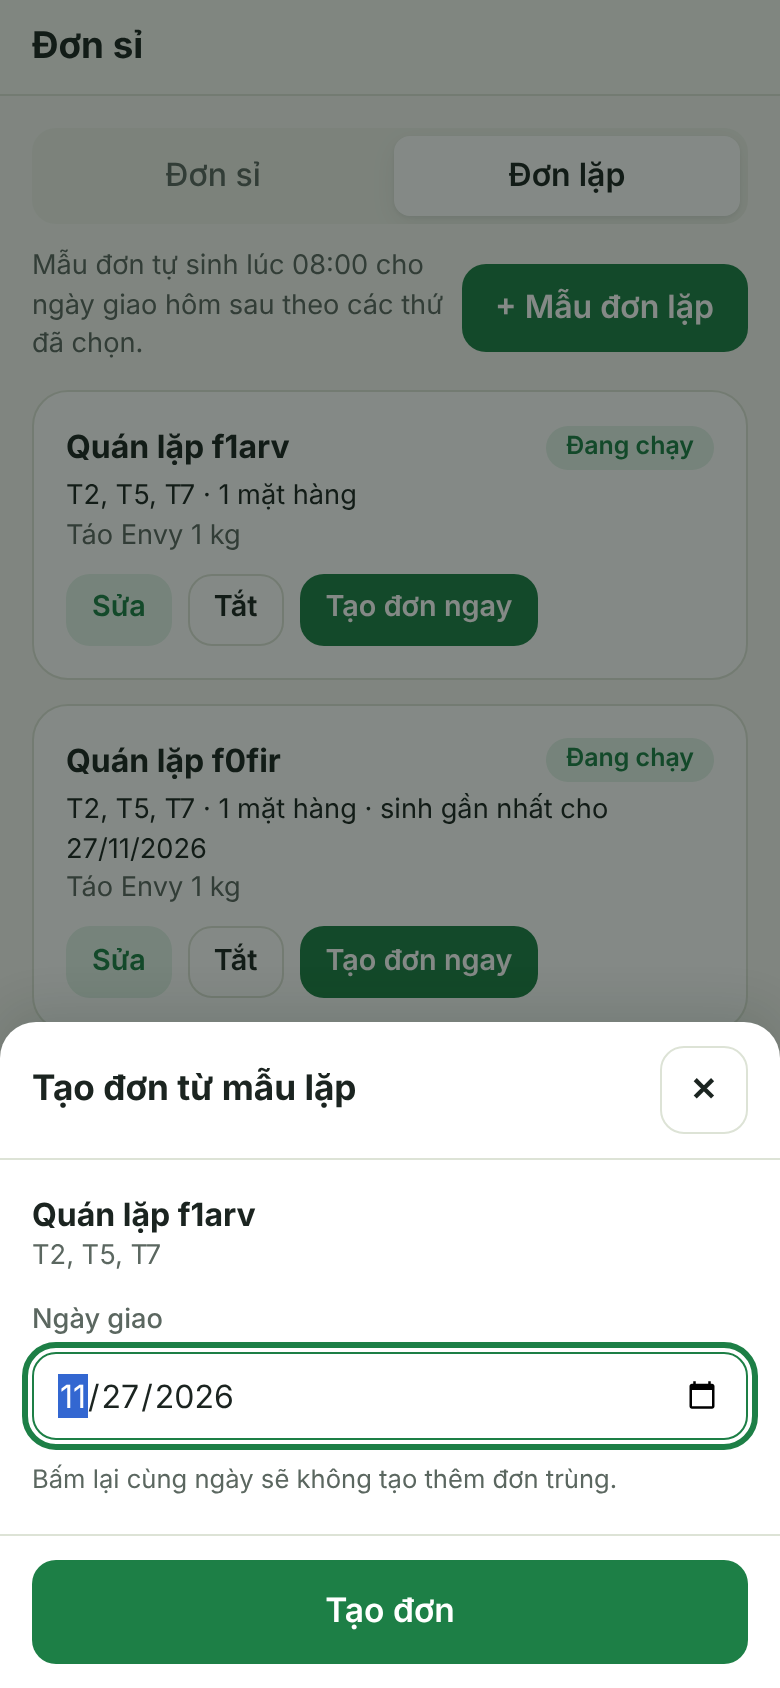 Đơn sỉ
Đơn sỉ
Đơn lặp
Mẫu đơn tự sinh lúc 08:00 cho
ngày giao hôm sau theo các thứ
đã chọn.
+ Mẫu đơn lặp
Quán lặp f1arv
Đang chạy
T2, T5, T7 · 1 mặt hàng
Táo Envy 1 kg
Sửa
Tắt
Tạo đơn ngay
Quán lặp f0fir
Đang chạy
T2, T5, T7 · 1 mặt hàng · sinh gần nhất cho
27/11/2026
Táo Envy 1 kg
Sửa
Tắt
Tạo đơn ngay
Tạo đơn từ mẫu lặp
Quán lặp f1arv
T2, T5, T7
Ngày giao
11/27/2026
Bấm lại cùng ngày sẽ không tạo thêm đơn trùng.
Tạo đơn